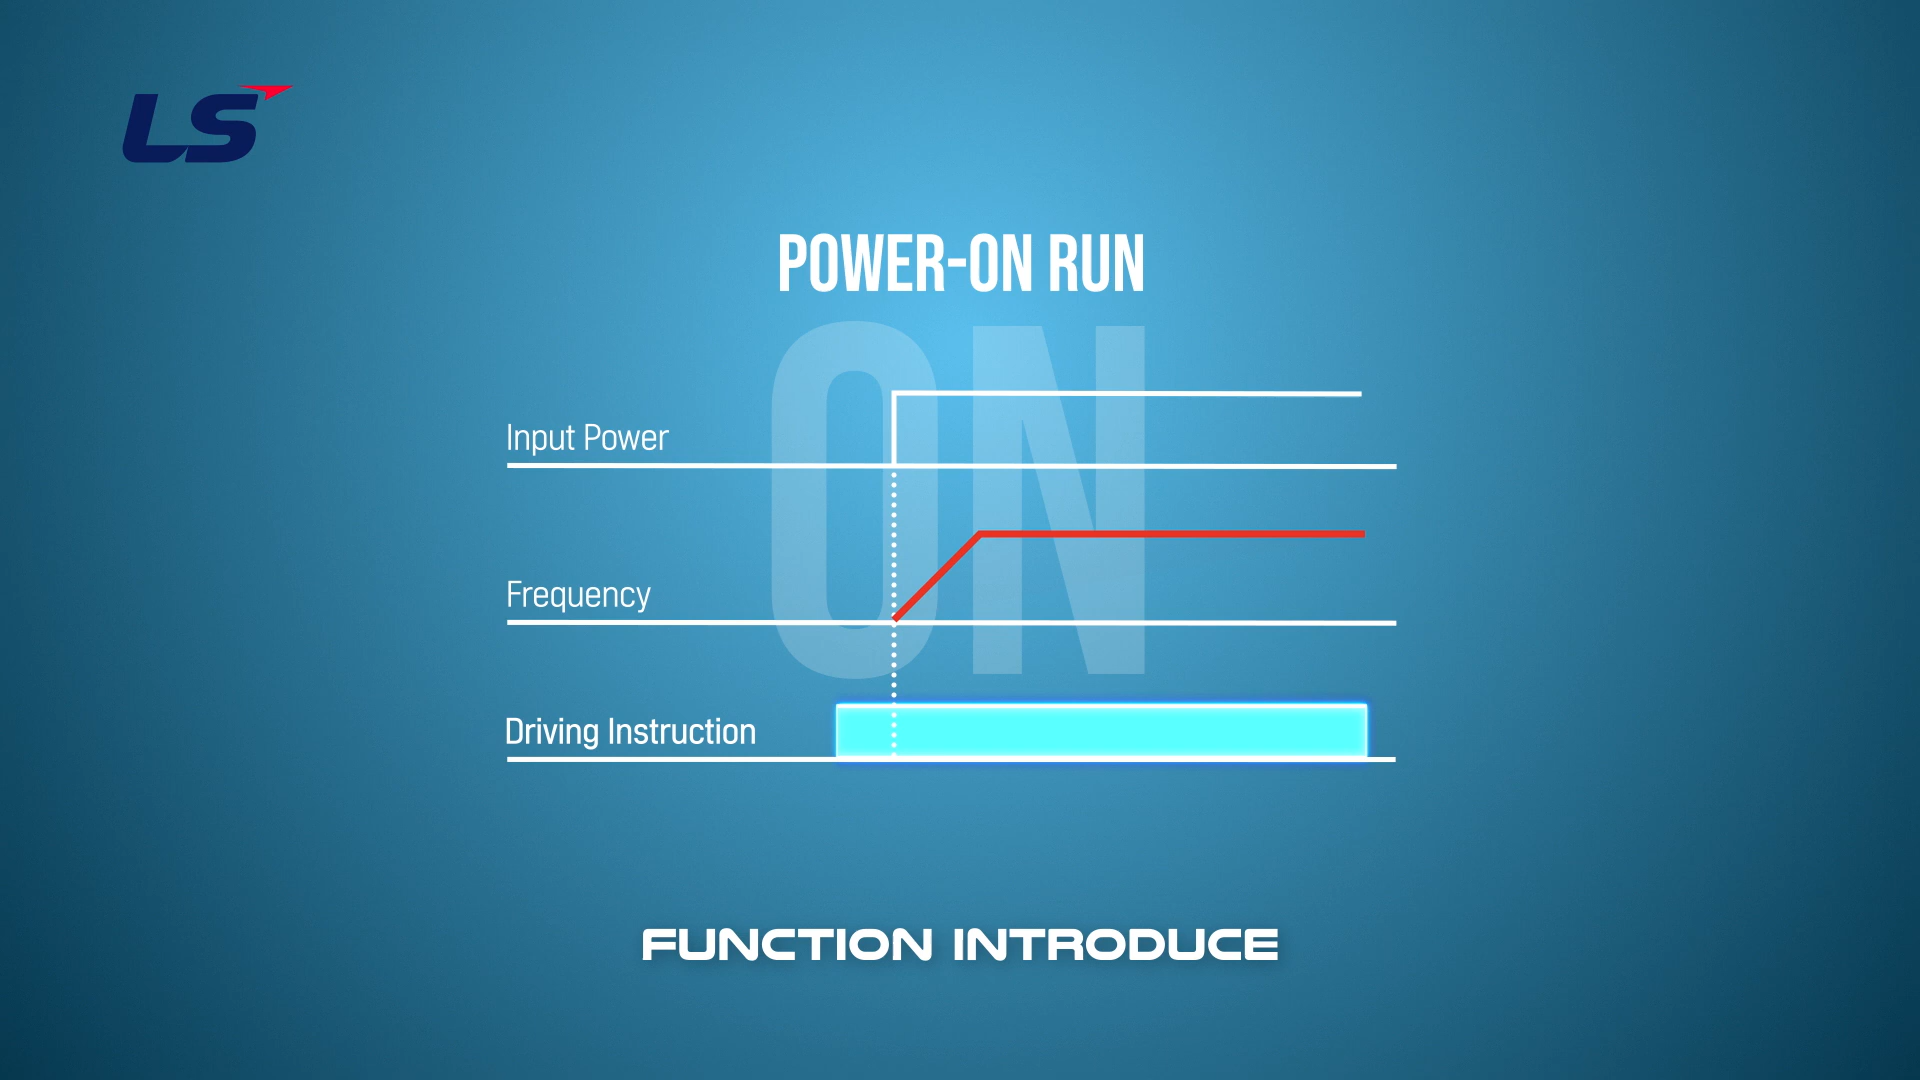 LS
POWER-ON RUN
ON
Input Power
Frequency
Driving Instruction
FUNCTION INTRODUCE